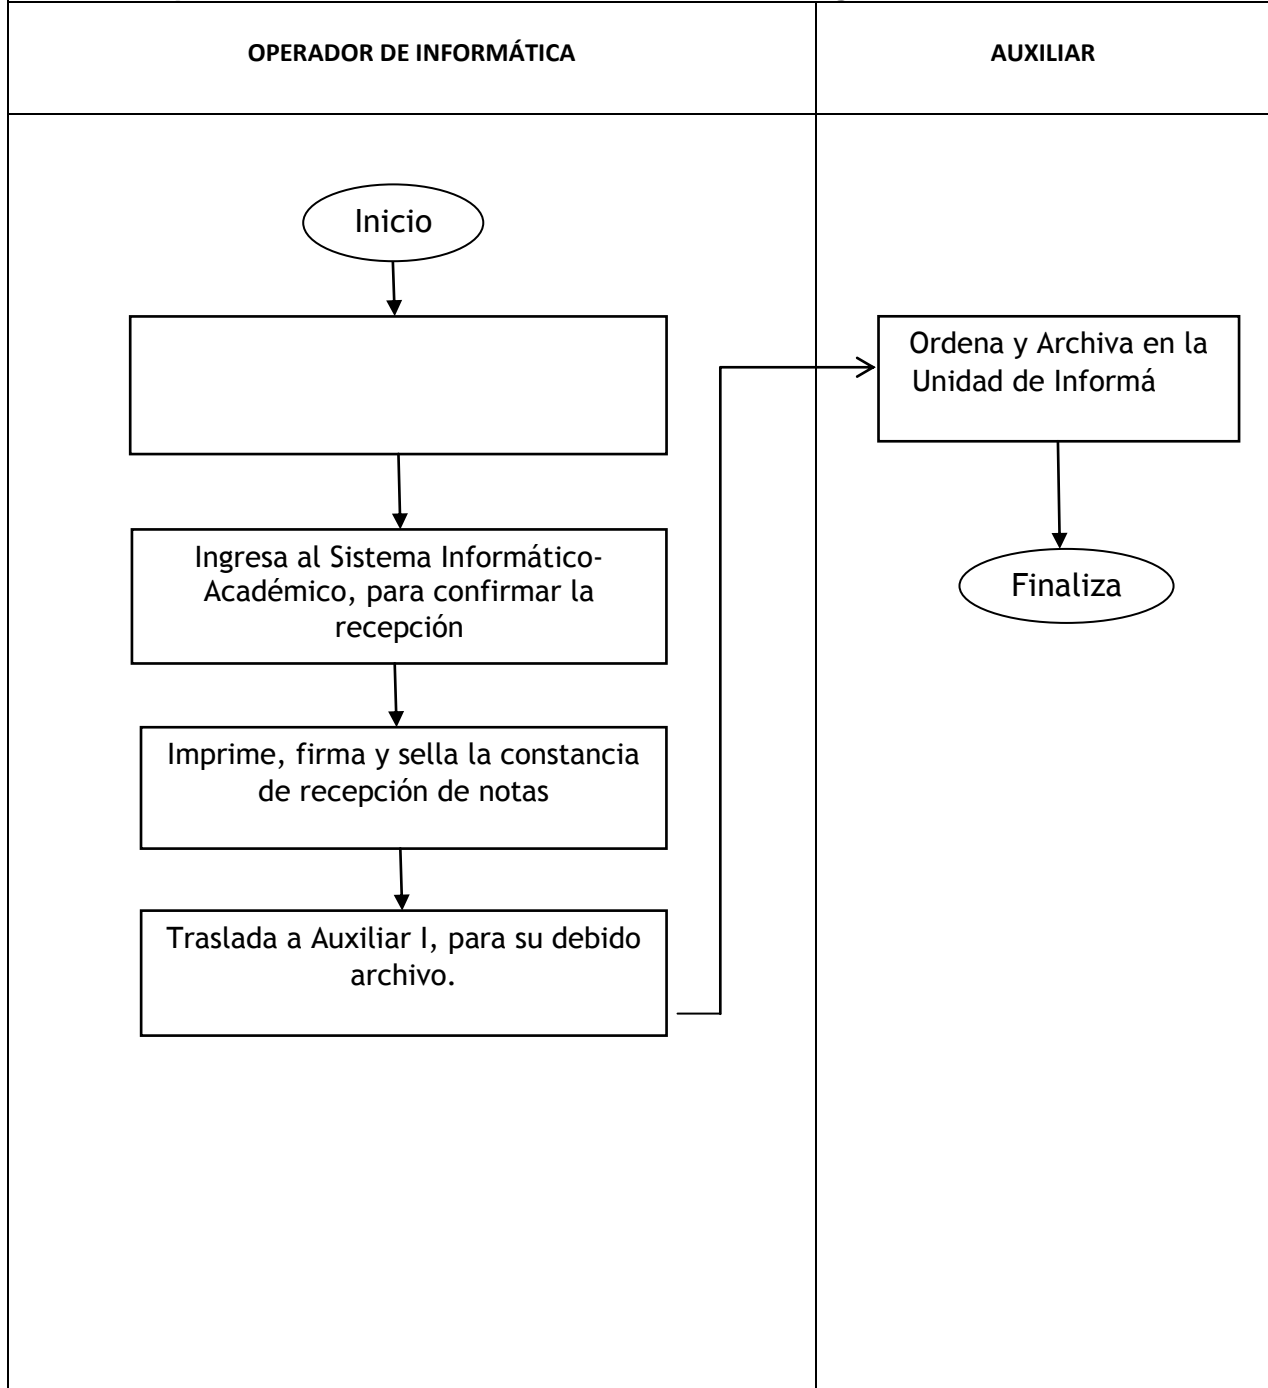 OPERADOR DE INFORMÁTICA
AUXILIAR
Inicio
Ingresa al Sistema Informático-
Académico, para confirmar la
recepción
Imprime, firma y sella la constancia
de recepción de notas
Traslada a Auxiliar I, para su debido
archivo.
Ordena y Archiva en la
Unidad de Informá
Finaliza